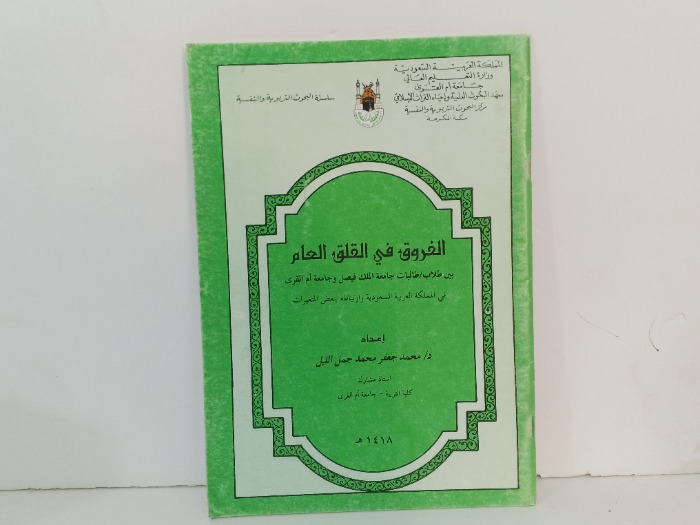 المملكة العربية السعودية
وزارة التعليم العالي
جامعة أم القرى
معهد البحوث العلمية وإحياء التراث الإسلامي
مركز البحوث التربوية والنفسية
مكة المكرمة
سلسلة البحوث التربوية والنفسية
الفروق في القلق العام
بين طلاب/طالبات جامعة الملك فيصل وجامعة أم القرى
في المملكة العربية السعودية وارتباطه ببعض المتغيرات
إعداد
د/ محمد جعفر محمد جمل الليل
أستاذ مشارك
كلية التربية - جامعة أم القرى
١٤١٨ هـ